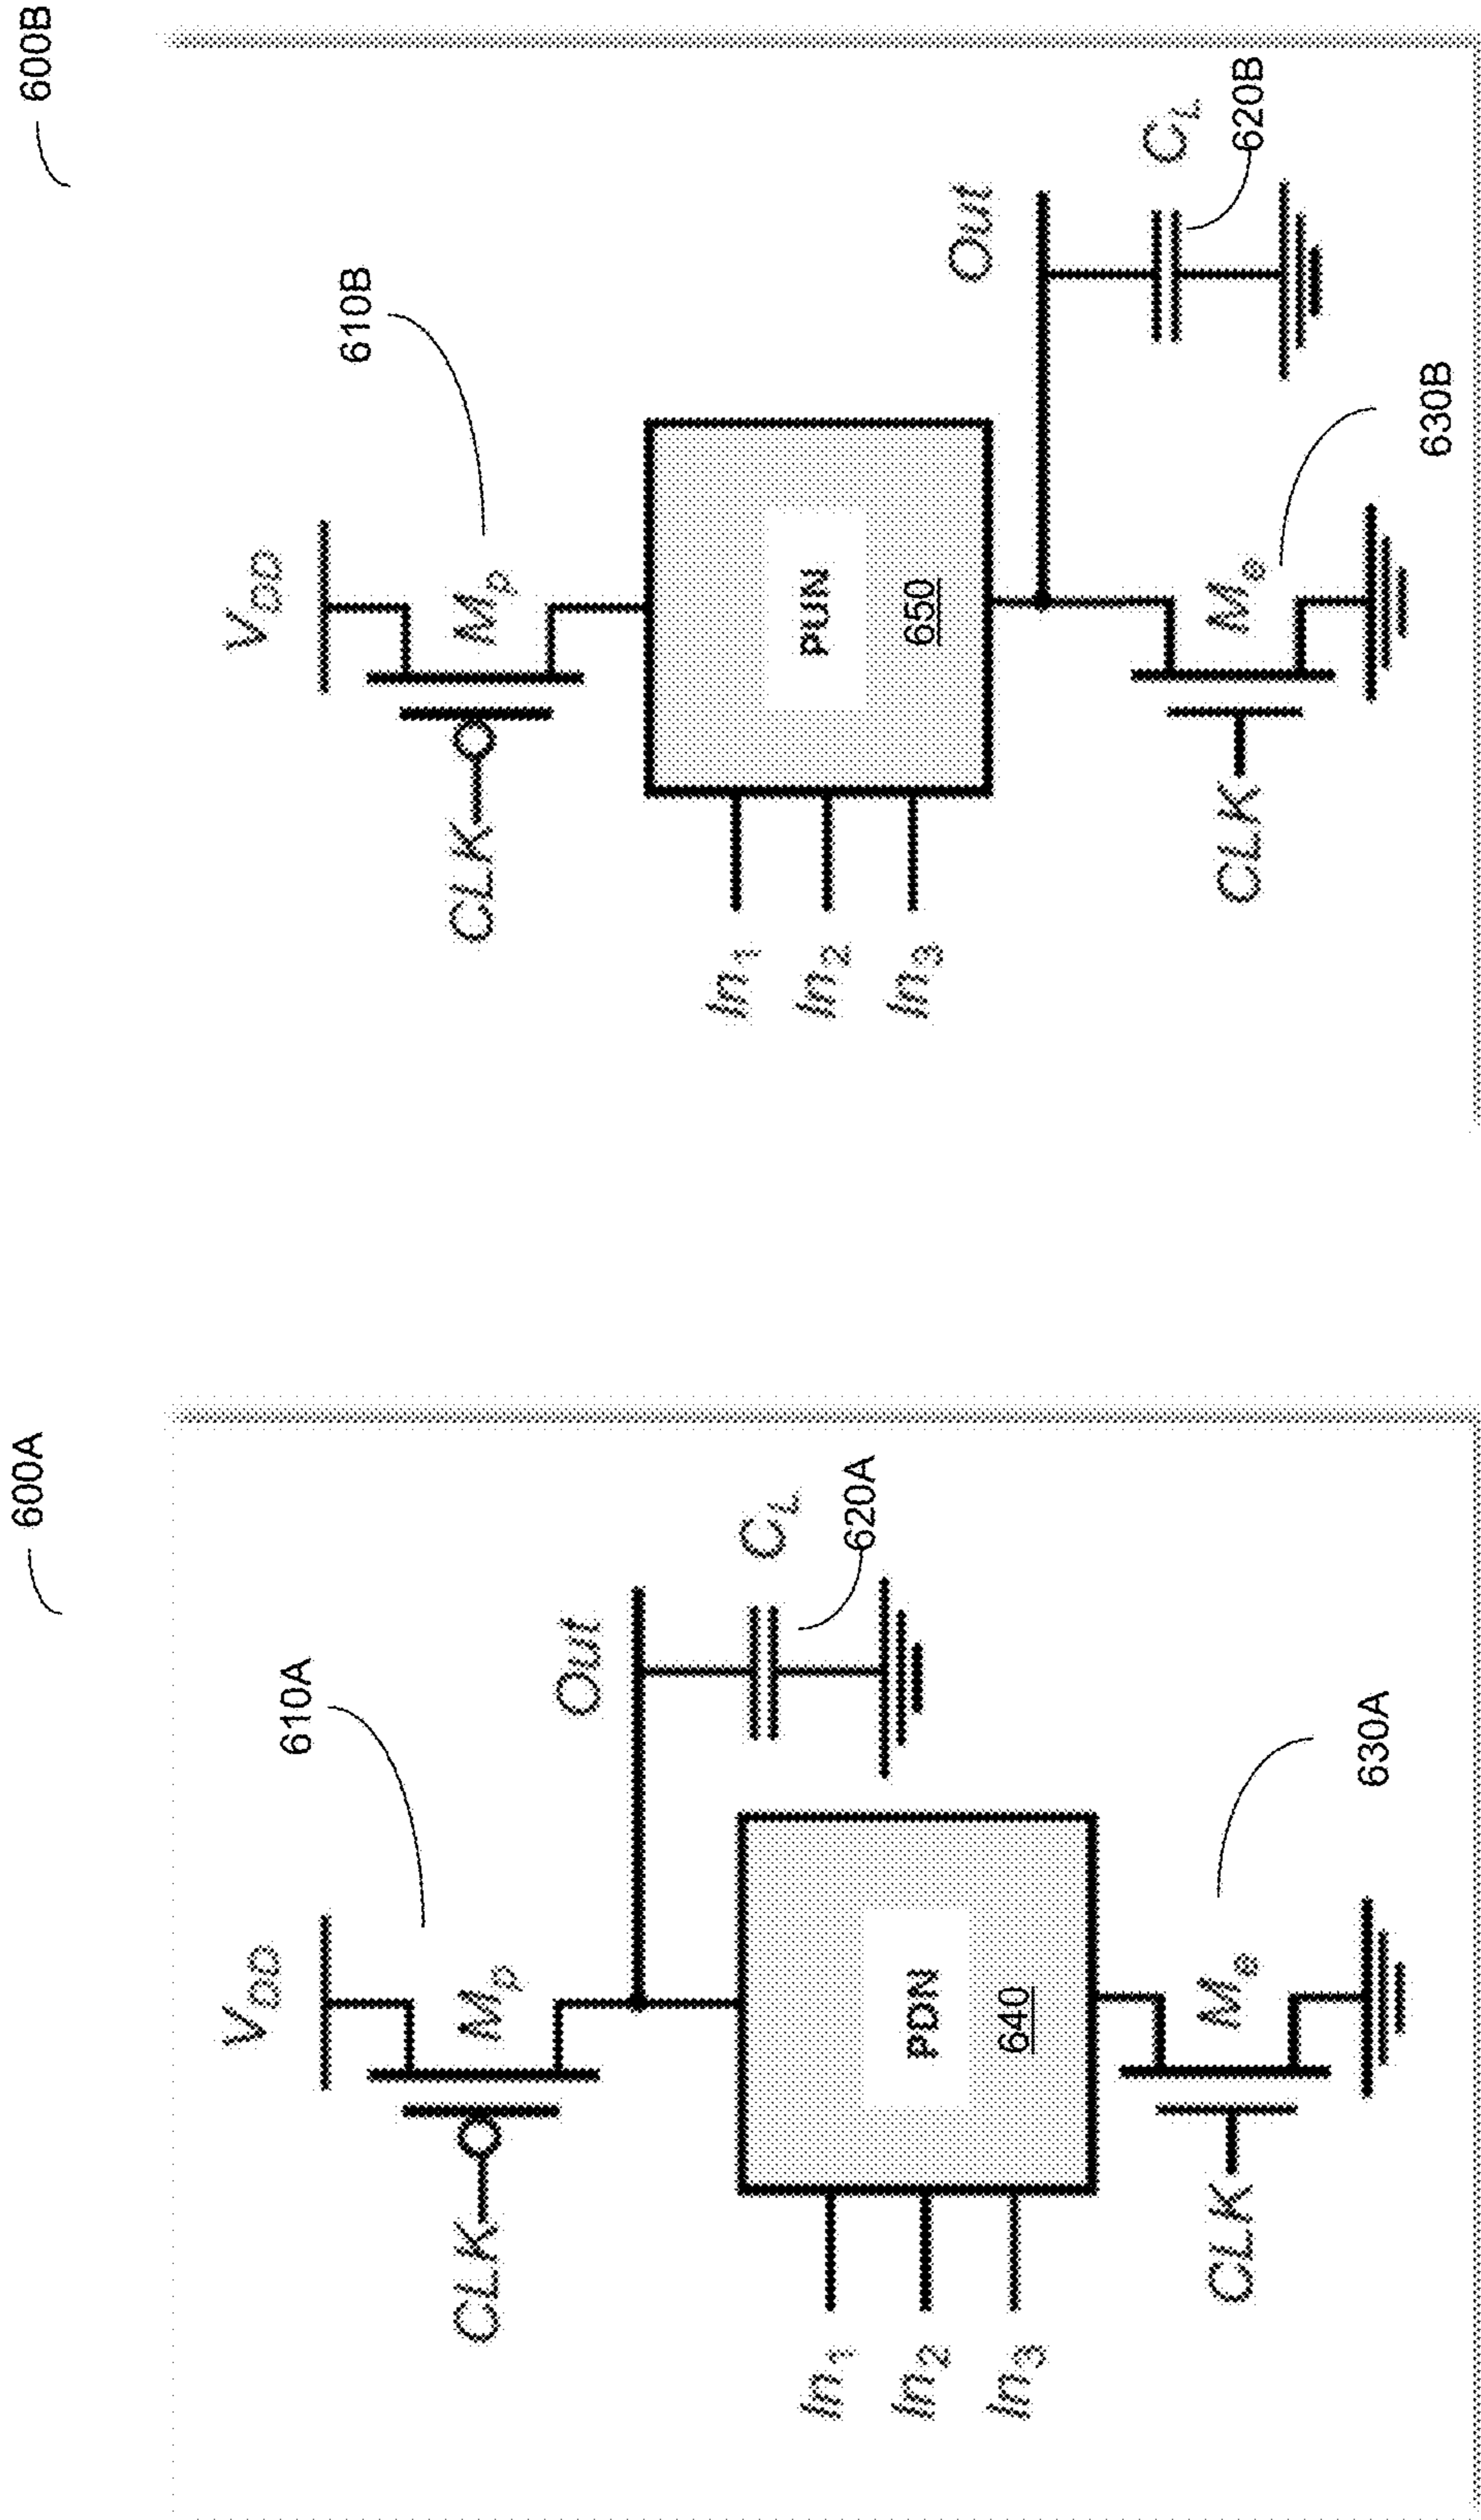 600A
V_DD
610A
M_p
CLK
Out
C_L
620A
In_1
In_2
In_3
PDN
640
M_e
CLK
630A
600B
V_DD
610B
M_p
CLK
In_1
In_2
In_3
PUN
650
Out
C_L
620B
M_e
CLK
630B